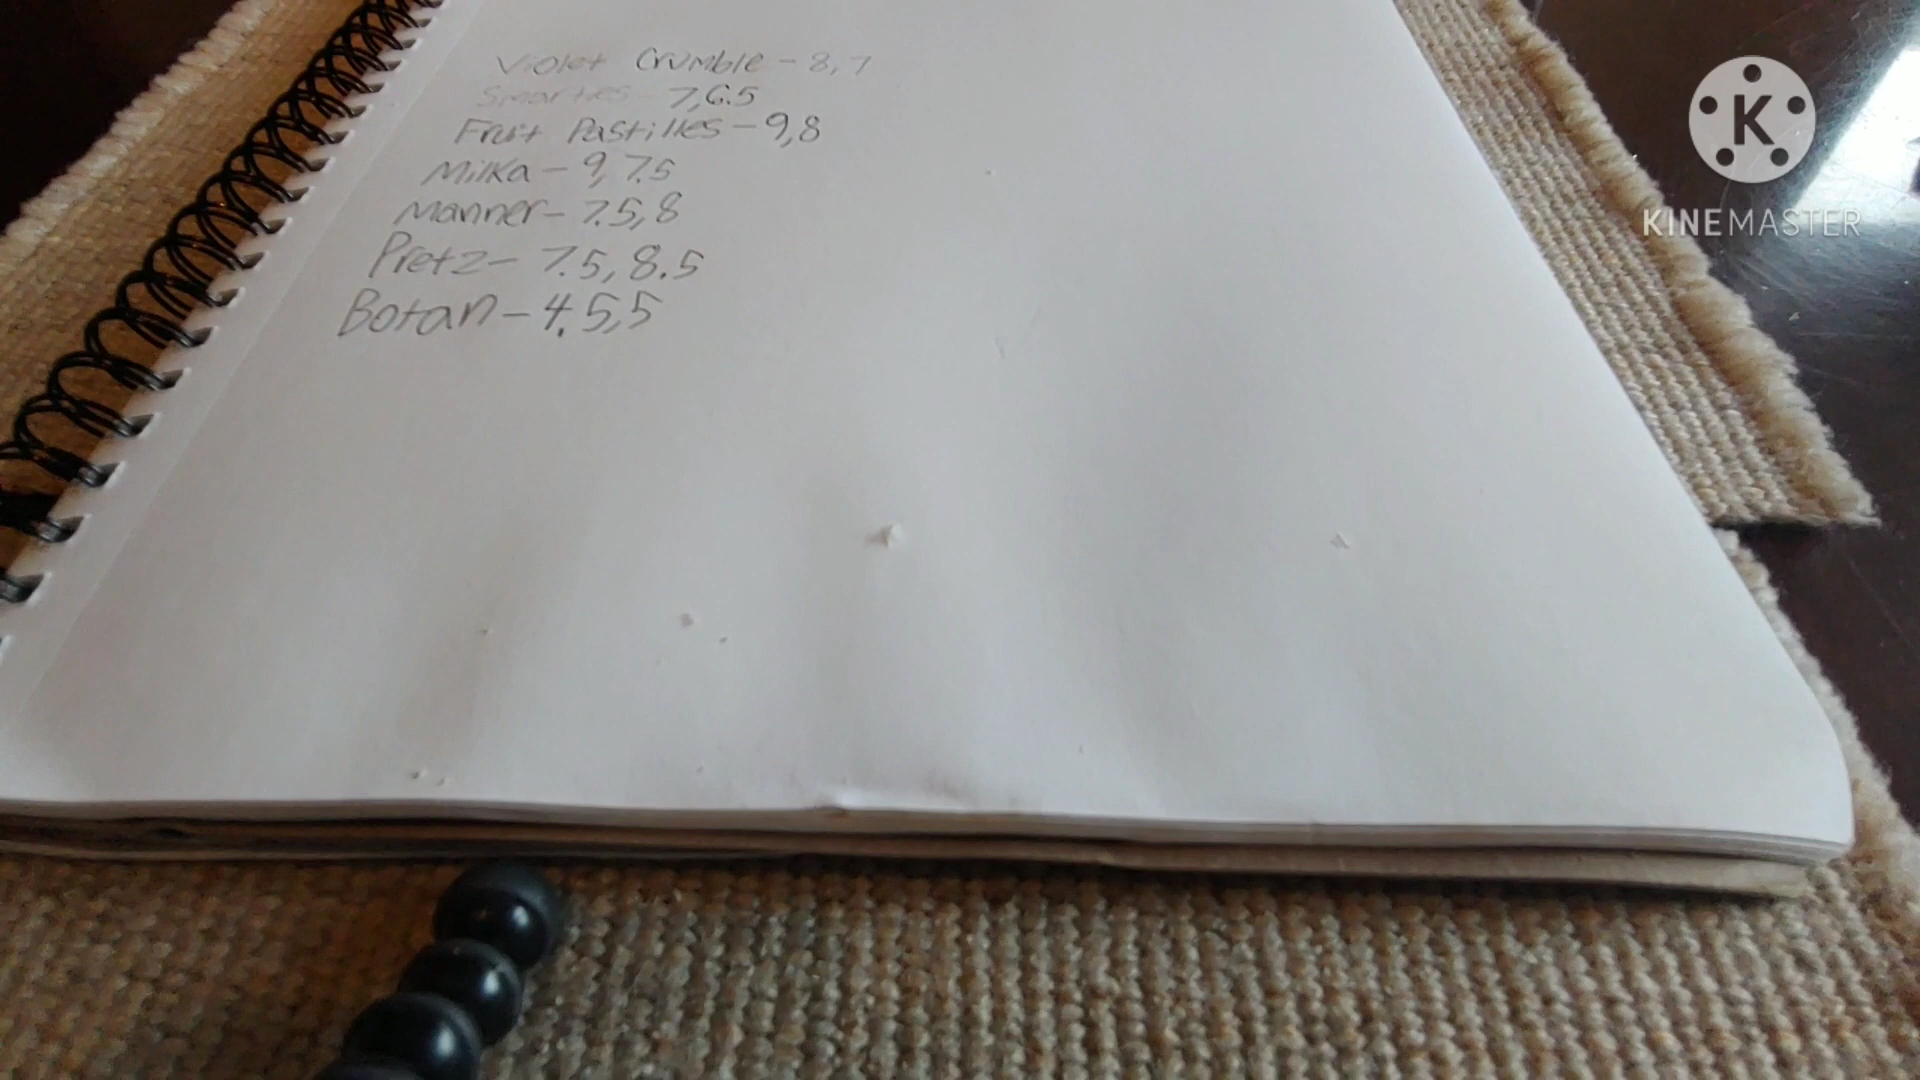 Violet Crumble - 8,7
Smarties - 7,6.5
Fruit Pastilles - 9,8
Milka - 9,7.5
Manner - 7.5,8
Pretz - 7.5,8.5
Botan - 4.5,5
K
KINEMASTER